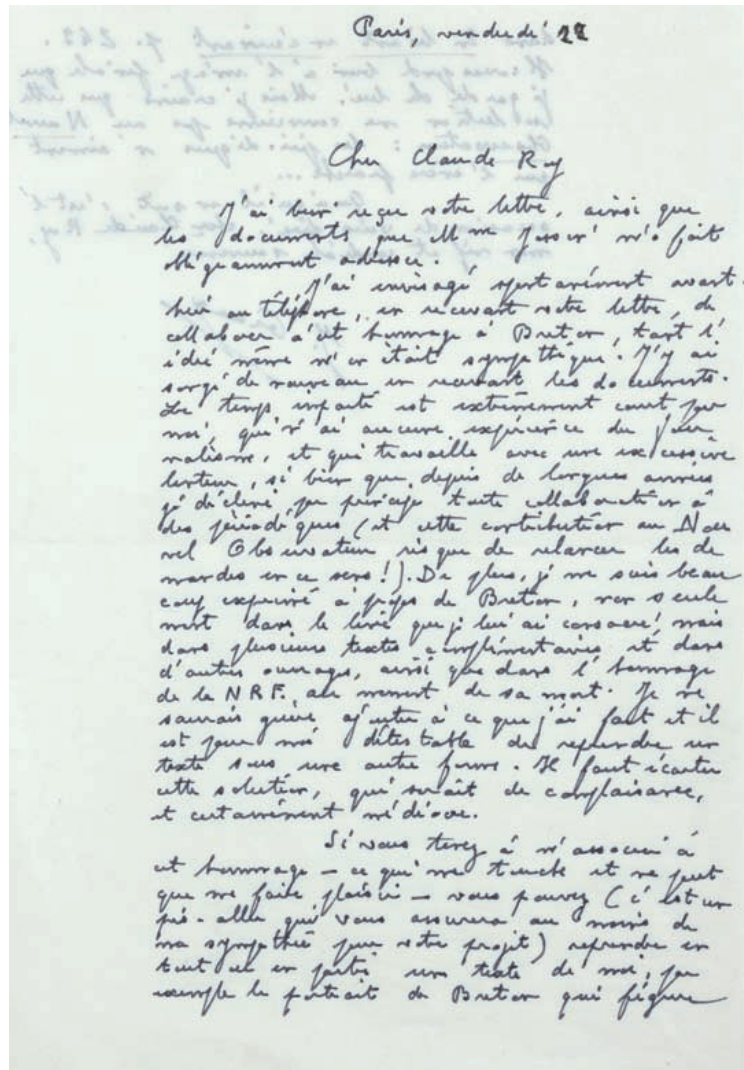 Paris, vendredi 22
Cher Claude Roy
J'ai bien reçu votre lettre, ainsi que
les documents que Mme Jossin m'a fait
obligeamment adresser.
J'ai envisagé spontanément avant-
hier au téléphone, en recevant votre lettre, de
collaborer à cet hommage à Breton, tant l'
idée même m'en était sympathique. J'y ai
songé de nouveau en recevant les documents.
Le temps imparti est extrêmement court pour
moi, qui n'ai aucune expérience du jour
nalisme, et qui travaille avec une excessive
lenteur, si bien que, depuis de longues années
j'ai décliné par principe toute collaboration à
des périodiques (et cette contribution au Nou
vel Observateur risque de relancer les de
mandes en ce sens !). De plus, je me suis beau
coup exprimé à propos de Breton, non seule
ment dans le livre que je lui ai consacré, mais
dans plusieurs textes complémentaires et dans
d'autres ouvrages, ainsi que dans l'hommage
de la NRF, au moment de sa mort. Je ne
saurais guère ajouter à ce que j'ai fait et il
est pour moi détestable de reprendre un
texte sous une autre forme. Il faut écarter
cette solution, qui serait de complaisance,
et certainement médiocre.
Si vous tenez à m'associer à
cet hommage – ce qui me touche et ne peut
que me faire plaisir – vous pouvez (c'est un
pis-aller qui vous assurera au moins de
ma sympathie pour votre projet) reprendre en
tout ou en partie un texte de moi, par
exemple le portrait de Breton qui figure